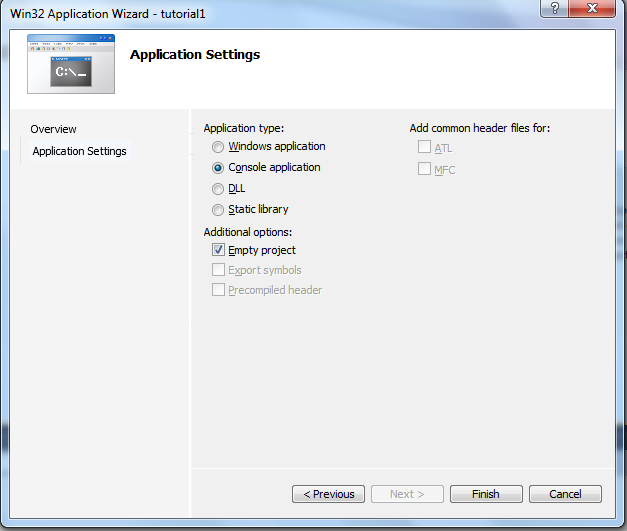 Win32 Application Wizard - tutorial1
?
C:\_
Application Settings
Overview
Application Settings
Application type:
Windows application
Console application
DLL
Static library
Additional options:
Empty project
Export symbols
Precompiled header
Add common header files for:
ATL
MFC
< Previous
Next >
Finish
Cancel